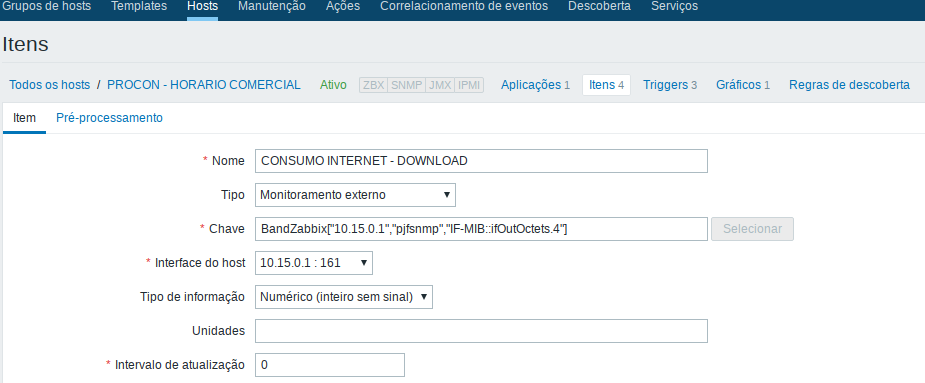 Grupos de hosts Templates Hosts Manutenção Ações Correlacionamento de eventos Descoberta Serviços
Itens
Todos os hosts / PROCON - HORARIO COMERCIAL Ativo ZBX SNMP JMX IPMI Aplicações 1 Itens 4 Triggers 3 Gráficos 1 Regras de descoberta
Item Pré-processamento
* Nome CONSUMO INTERNET - DOWNLOAD
Tipo Monitoramento externo
* Chave BandZabbix["10.15.0.1","pjfsnmp","IF-MIB::ifOutOctets.4"] Selecionar
* Interface do host 10.15.0.1 : 161
Tipo de informação Numérico (inteiro sem sinal)
Unidades
* Intervalo de atualização 0